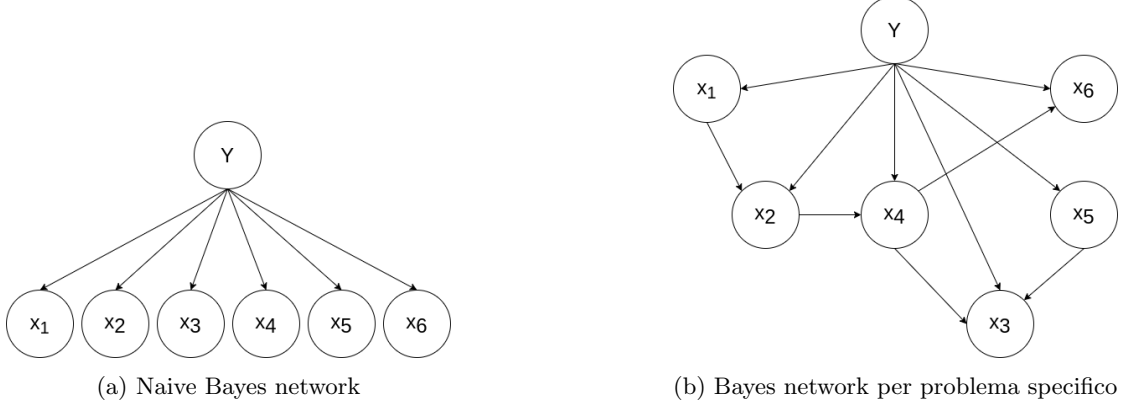 Y
x1
x2
x3
x4
x5
x6
(a) Naive Bayes network
Y
x1
x6
x2
x4
x5
x3
(b) Bayes network per problema specifico